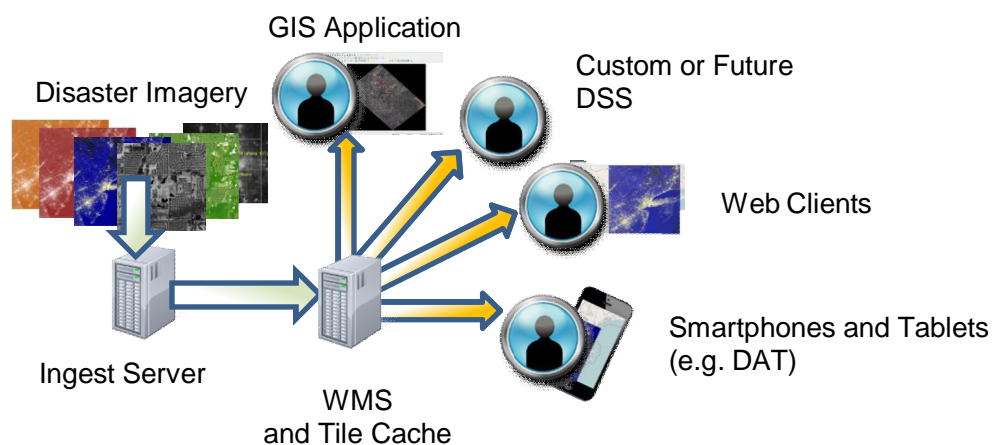 GIS Application
Disaster Imagery
Custom or Future
DSS
Web Clients
Smartphones and Tablets
(e.g. DAT)
Ingest Server
WMS
and Tile Cache